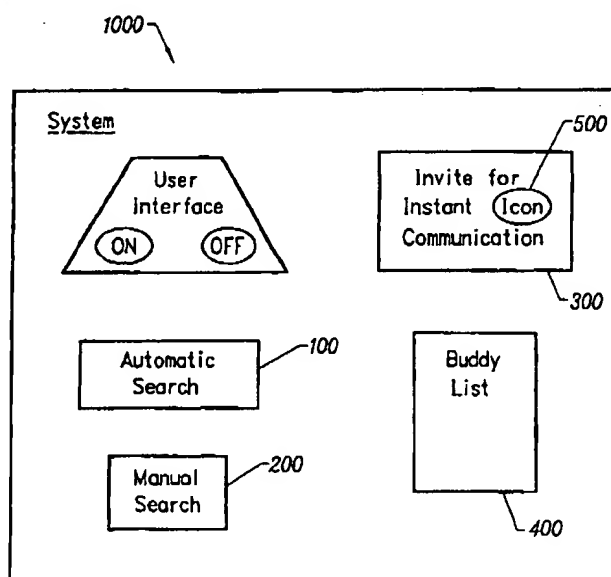 1000
System
500
User
Interface
ON OFF
Invite for
Instant Icon
Communication
300
Automatic
Search
100
Buddy
List
Manual
Search
200
400